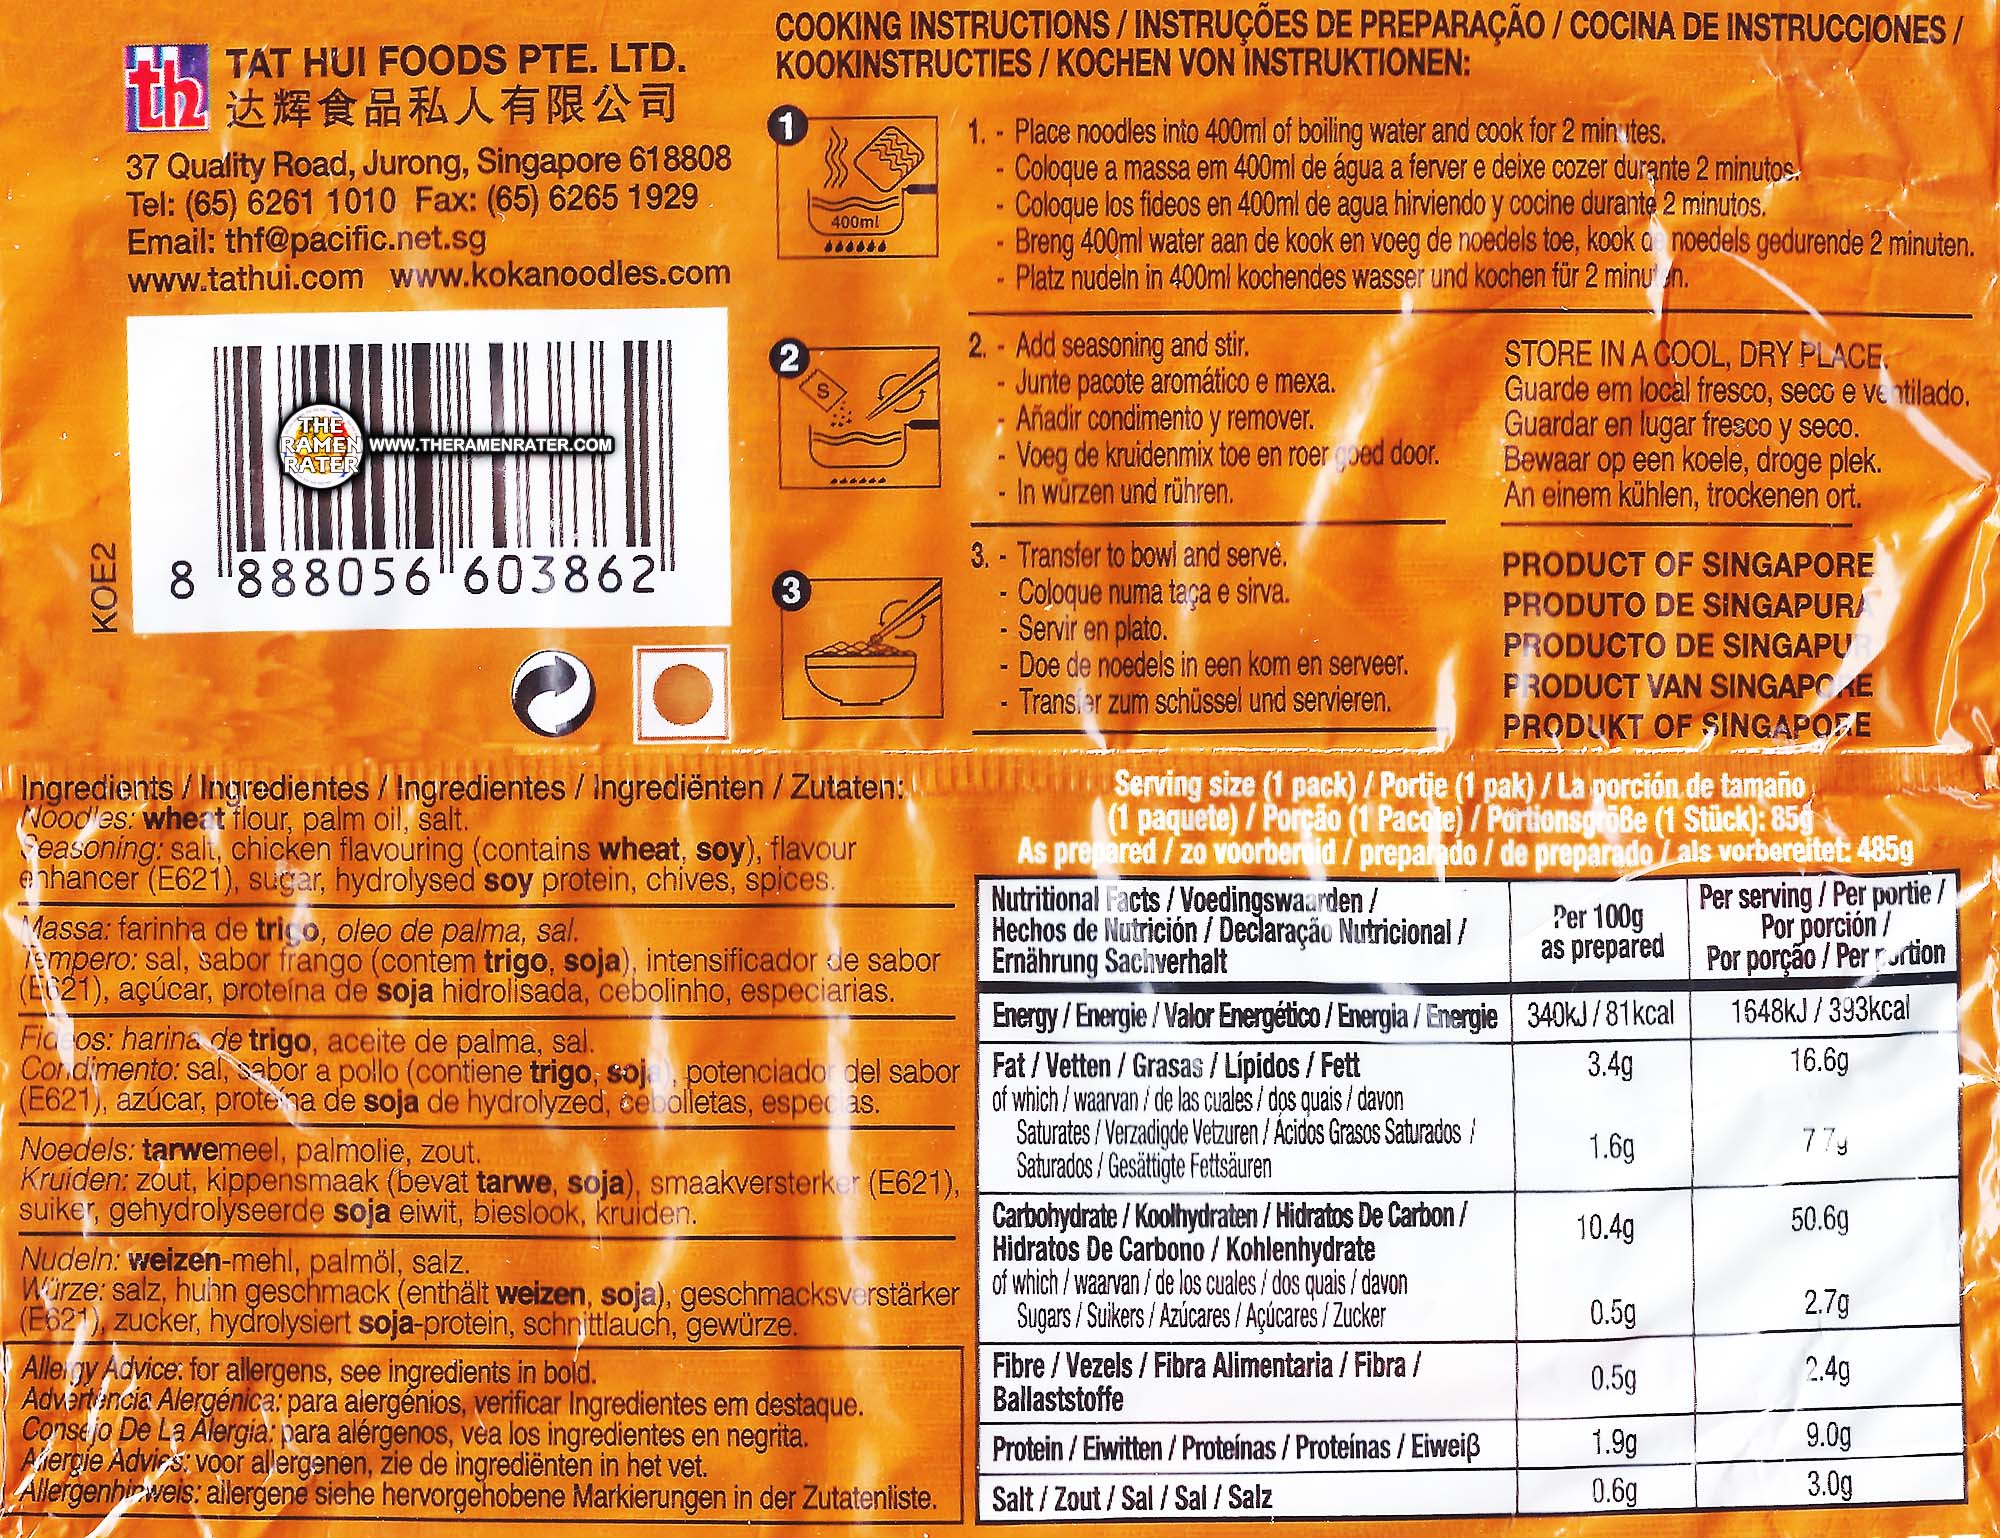 th
TAT HUI FOODS PTE. LTD.
达辉食品私人有限公司
37 Quality Road, Jurong, Singapore 618808
Tel: (65) 6261 1010 Fax: (65) 6265 1929
Email: thf@pacific.net.sg
www.tathui.com www.kokanoodles.com
THE
RAMEN
RATER
WWW.THERAMENRATER.COM
8 888056 603862
KOE2
COOKING INSTRUCTIONS / INSTRUÇÕES DE PREPARAÇÃO / COCINA DE INSTRUCCIONES /
KOOKINSTRUCTIES / KOCHEN VON INSTRUKTIONEN:
1
400ml
1. - Place noodles into 400ml of boiling water and cook for 2 minutes.
- Coloque a massa em 400ml de água a ferver e deixe cozer durante 2 minutos.
- Coloque los fideos en 400ml de agua hirviendo y cocine durante 2 minutos.
- Breng 400ml water aan de kook en voeg de noedels toe, kook de noedels gedurende 2 minuten.
- Platz nudeln in 400ml kochendes wasser und kochen für 2 minuten.
2
S
2. - Add seasoning and stir.
- Junte pacote aromático e mexa.
- Añadir condimento y remover.
- Voeg de kruidenmix toe en roer goed door.
- In würzen und rühren.
3
3. - Transfer to bowl and serve.
- Coloque numa taça e sirva.
- Servir en plato.
- Doe de noedels in een kom en serveer.
- Transfer zum schüssel und servieren.
STORE IN A COOL, DRY PLACE.
Guarde em local fresco, seco e ventilado.
Guardar en lugar fresco y seco.
Bewaar op een koele, droge plek.
An einem kühlen, trockenen ort.
PRODUCT OF SINGAPORE
PRODUTO DE SINGAPURA
PRODUCTO DE SINGAPUR
PRODUCT VAN SINGAPORE
PRODUKT OF SINGAPORE
Ingredients / Ingredientes / Ingredientes / Ingrediënten / Zutaten:
Noodles: wheat flour, palm oil, salt.
Seasoning: salt, chicken flavouring (contains wheat, soy), flavour
enhancer (E621), sugar, hydrolysed soy protein, chives, spices.
Massa: farinha de trigo, oleo de palma, sal.
Tempero: sal, sabor frango (contem trigo, soja), intensificador de sabor
(E621), açúcar, proteína de soja hidrolisada, cebolinho, especiarias.
Fideos: harina de trigo, aceite de palma, sal.
Condimento: sal, sabor a pollo (contiene trigo, soja), potenciador del sabor
(E621), azúcar, proteína de soja de hydrolyzed, cebolletas, especias.
Noedels: tarwemeel, palmolie, zout.
Kruiden: zout, kippensmaak (bevat tarwe, soja), smaakversterker (E621),
suiker, gehydrolyseerde soja eiwit, bieslook, kruiden.
Nudeln: weizen-mehl, palmöl, salz.
Würze: salz, huhn geschmack (enthält weizen, soja), geschmacksverstärker
(E621), zucker, hydrolysiert soja-protein, schnittlauch, gewürze.
Allergy Advice: for allergens, see ingredients in bold.
Advertência Alergénica: para alergénios, verificar Ingredientes em destaque.
Consejo De La Alergia: para alérgenos, vea los ingredientes en negrita.
Allergie Advies: voor allergenen, zie de ingrediënten in het vet.
Allergenhinweis: allergene siehe hervorgehobene Markierungen in der Zutatenliste.
Serving size (1 pack) / Portie (1 pak) / La porción de tamaño
(1 paquete) / Porção (1 Pacote) / Portionsgröße (1 Stück): 85g
As prepared / zo voorbereid / preparado / de preparado / als vorbereitet: 485g
Nutritional Facts / Voedingswaarden /
Hechos de Nutrición / Declaração Nutricional /
Ernährung Sachverhalt
Per 100g
as prepared
Per serving / Per portie /
Por porción /
Por porção / Per portion
Energy / Energie / Valor Energético / Energia / Energie 340kJ / 81kcal 1648kJ / 393kcal
Fat / Vetten / Grasas / Lípidos / Fett 3.4g 16.6g
of which / waarvan / de las cuales / dos quais / davon
Saturates / Verzadigde Vetzuren / Ácidos Grasos Saturados / 1.6g 7.7g
Saturados / Gesättigte Fettsäuren
Carbohydrate / Koolhydraten / Hidratos De Carbon / 10.4g 50.6g
Hidratos De Carbono / Kohlenhydrate
of which / waarvan / de los cuales / dos quais / davon
Sugars / Suikers / Azúcares / Açúcares / Zucker 0.5g 2.7g
Fibre / Vezels / Fibra Alimentaria / Fibra / 0.5g 2.4g
Ballaststoffe
Protein / Eiwitten / Proteínas / Proteínas / Eiweiß 1.9g 9.0g
Salt / Zout / Sal / Sal / Salz 0.6g 3.0g